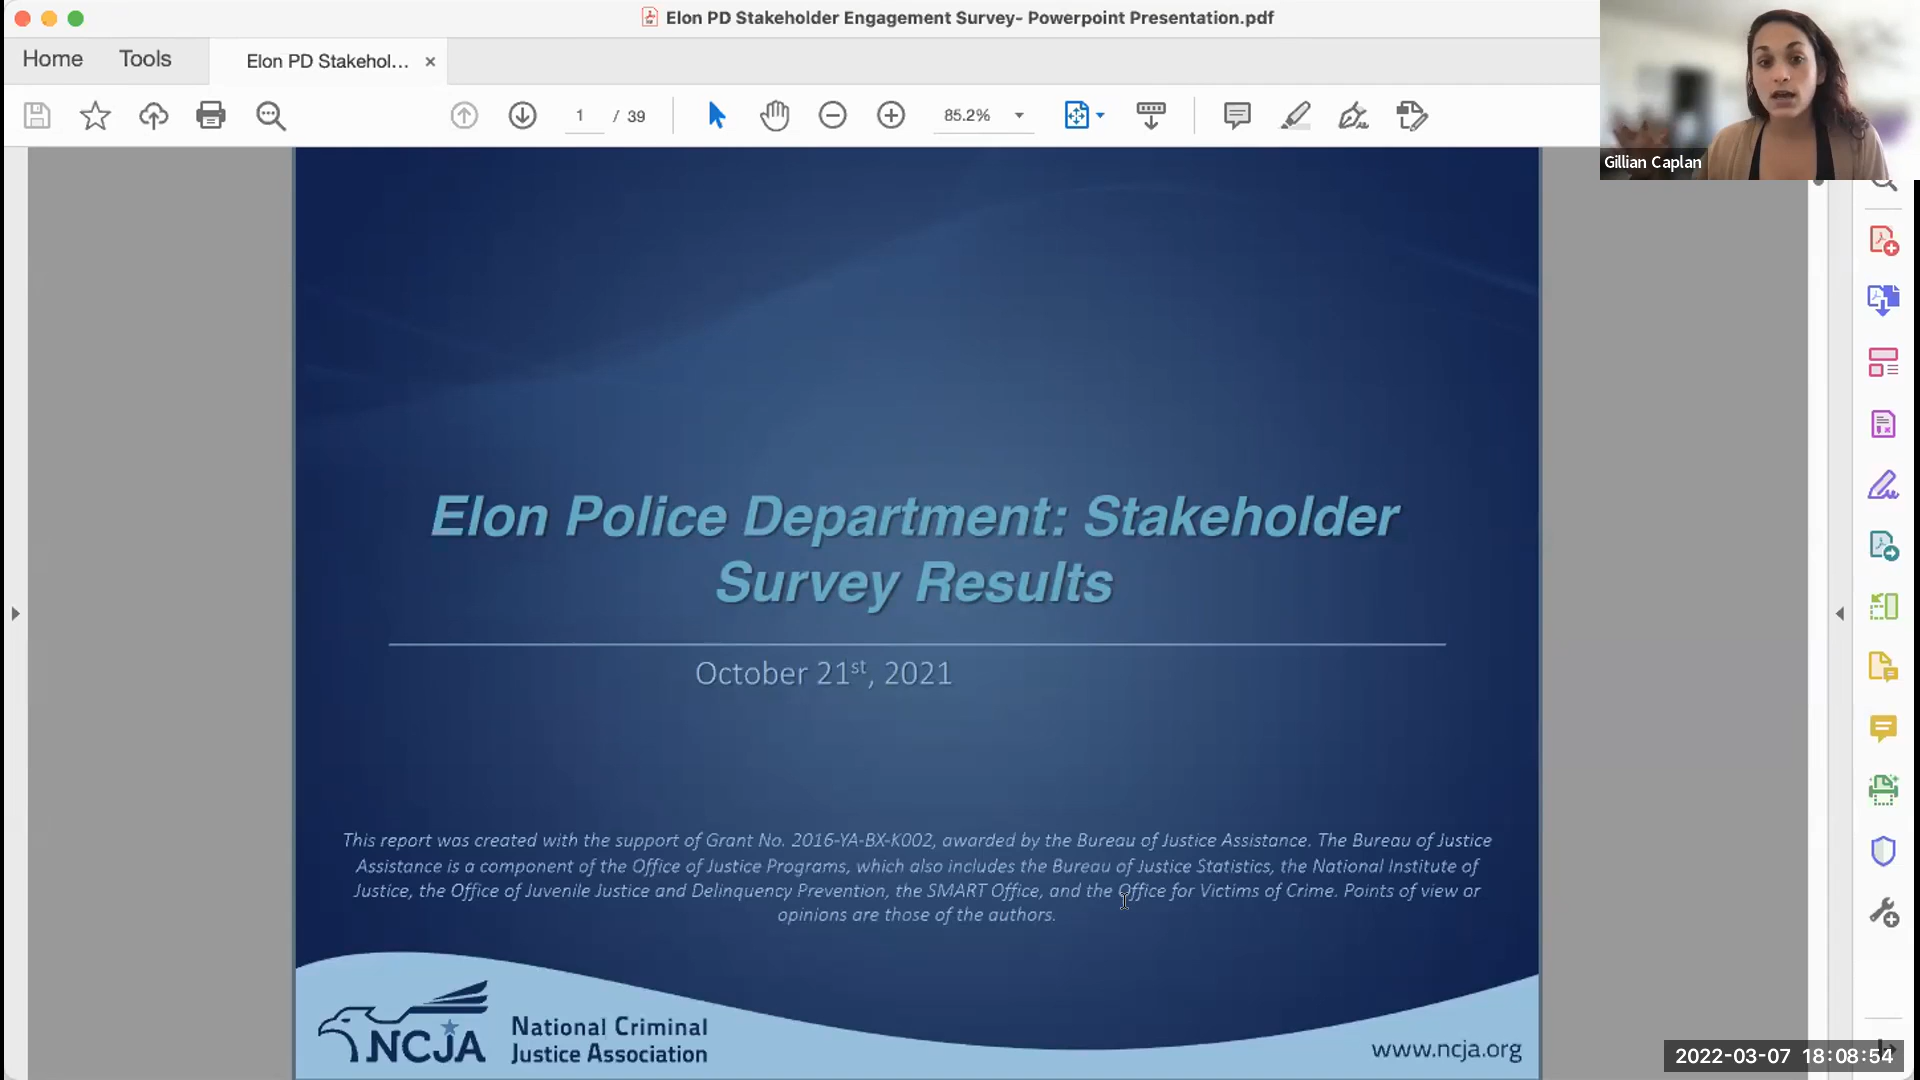 Elon PD Stakeholder Engagement Survey- Powerpoint Presentation.pdf
Home
Tools
Elon PD Stakehol...
1
/ 39
85.2%
Gillian Caplan
Elon Police Department: Stakeholder
Survey Results
October 21st, 2021
This report was created with the support of Grant No. 2016-YA-BX-K002, awarded by the Bureau of Justice Assistance. The Bureau of Justice
Assistance is a component of the Office of Justice Programs, which also includes the Bureau of Justice Statistics, the National Institute of
Justice, the Office of Juvenile Justice and Delinquency Prevention, the SMART Office, and the Office for Victims of Crime. Points of view or
opinions are those of the authors.
NCJA
National Criminal
Justice Association
www.ncja.org
2022-03-07 18:08:54